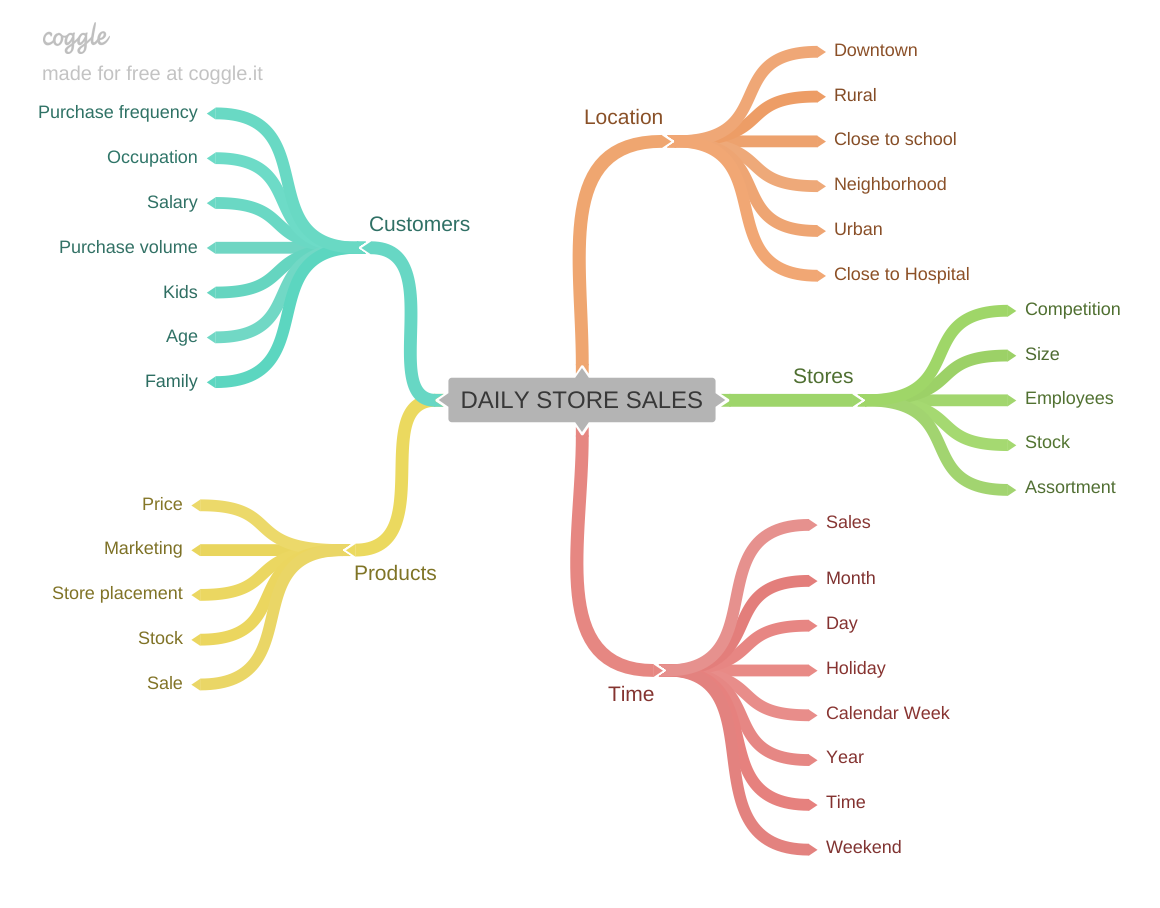 coggle
made for free at coggle.it
Customers
Purchase frequency
Occupation
Salary
Purchase volume
Kids
Age
Family
Location
Downtown
Rural
Close to school
Neighborhood
Urban
Close to Hospital
DAILY STORE SALES
Stores
Competition
Size
Employees
Stock
Assortment
Products
Price
Marketing
Store placement
Stock
Sale
Time
Sales
Month
Day
Holiday
Calendar Week
Year
Time
Weekend